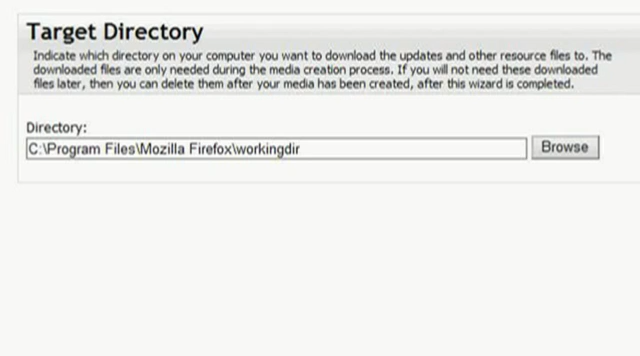 Target Directory
Indicate which directory on your computer you want to download the updates and other resource files to. The
downloaded files are only needed during the media creation process. If you will not need these downloaded
files later, then you can delete them after your media has been created, after this wizard is completed.
Directory:
C:\Program Files\Mozilla Firefox\workingdir Browse